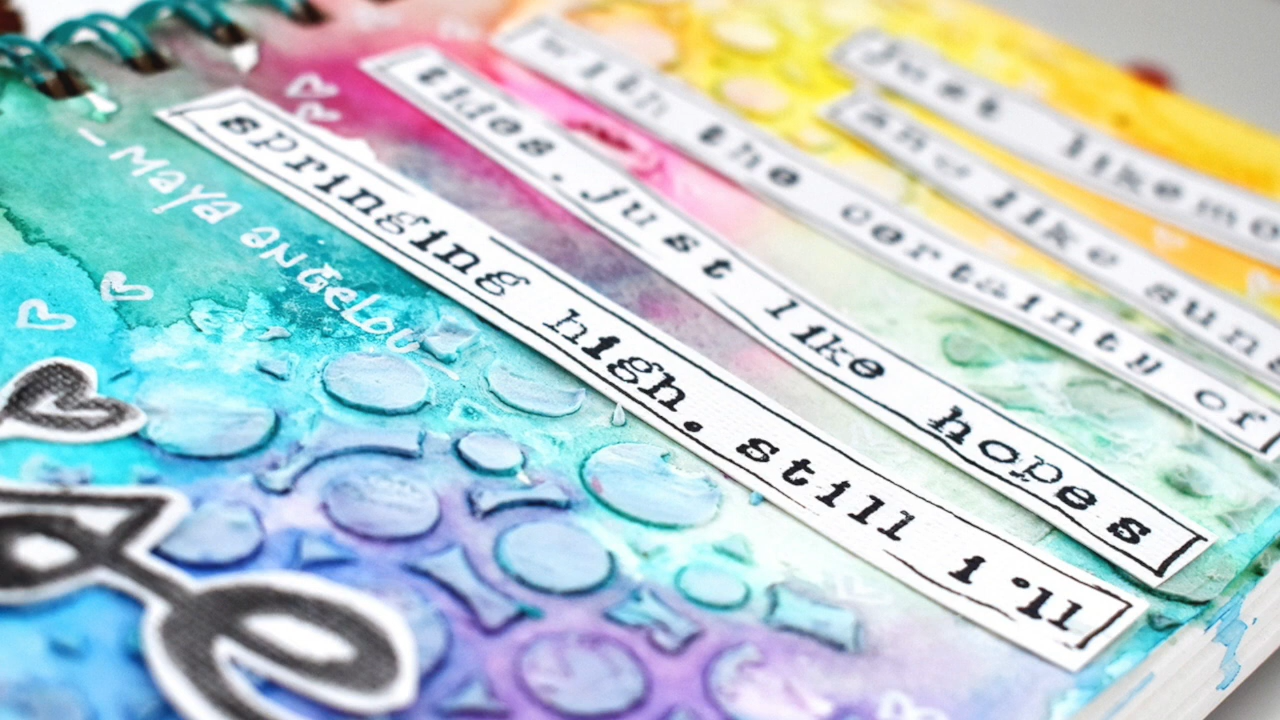 just like mo
and like suns
with the certainty of
tides. just like hopes
springing high. still i'll
— maya angelou